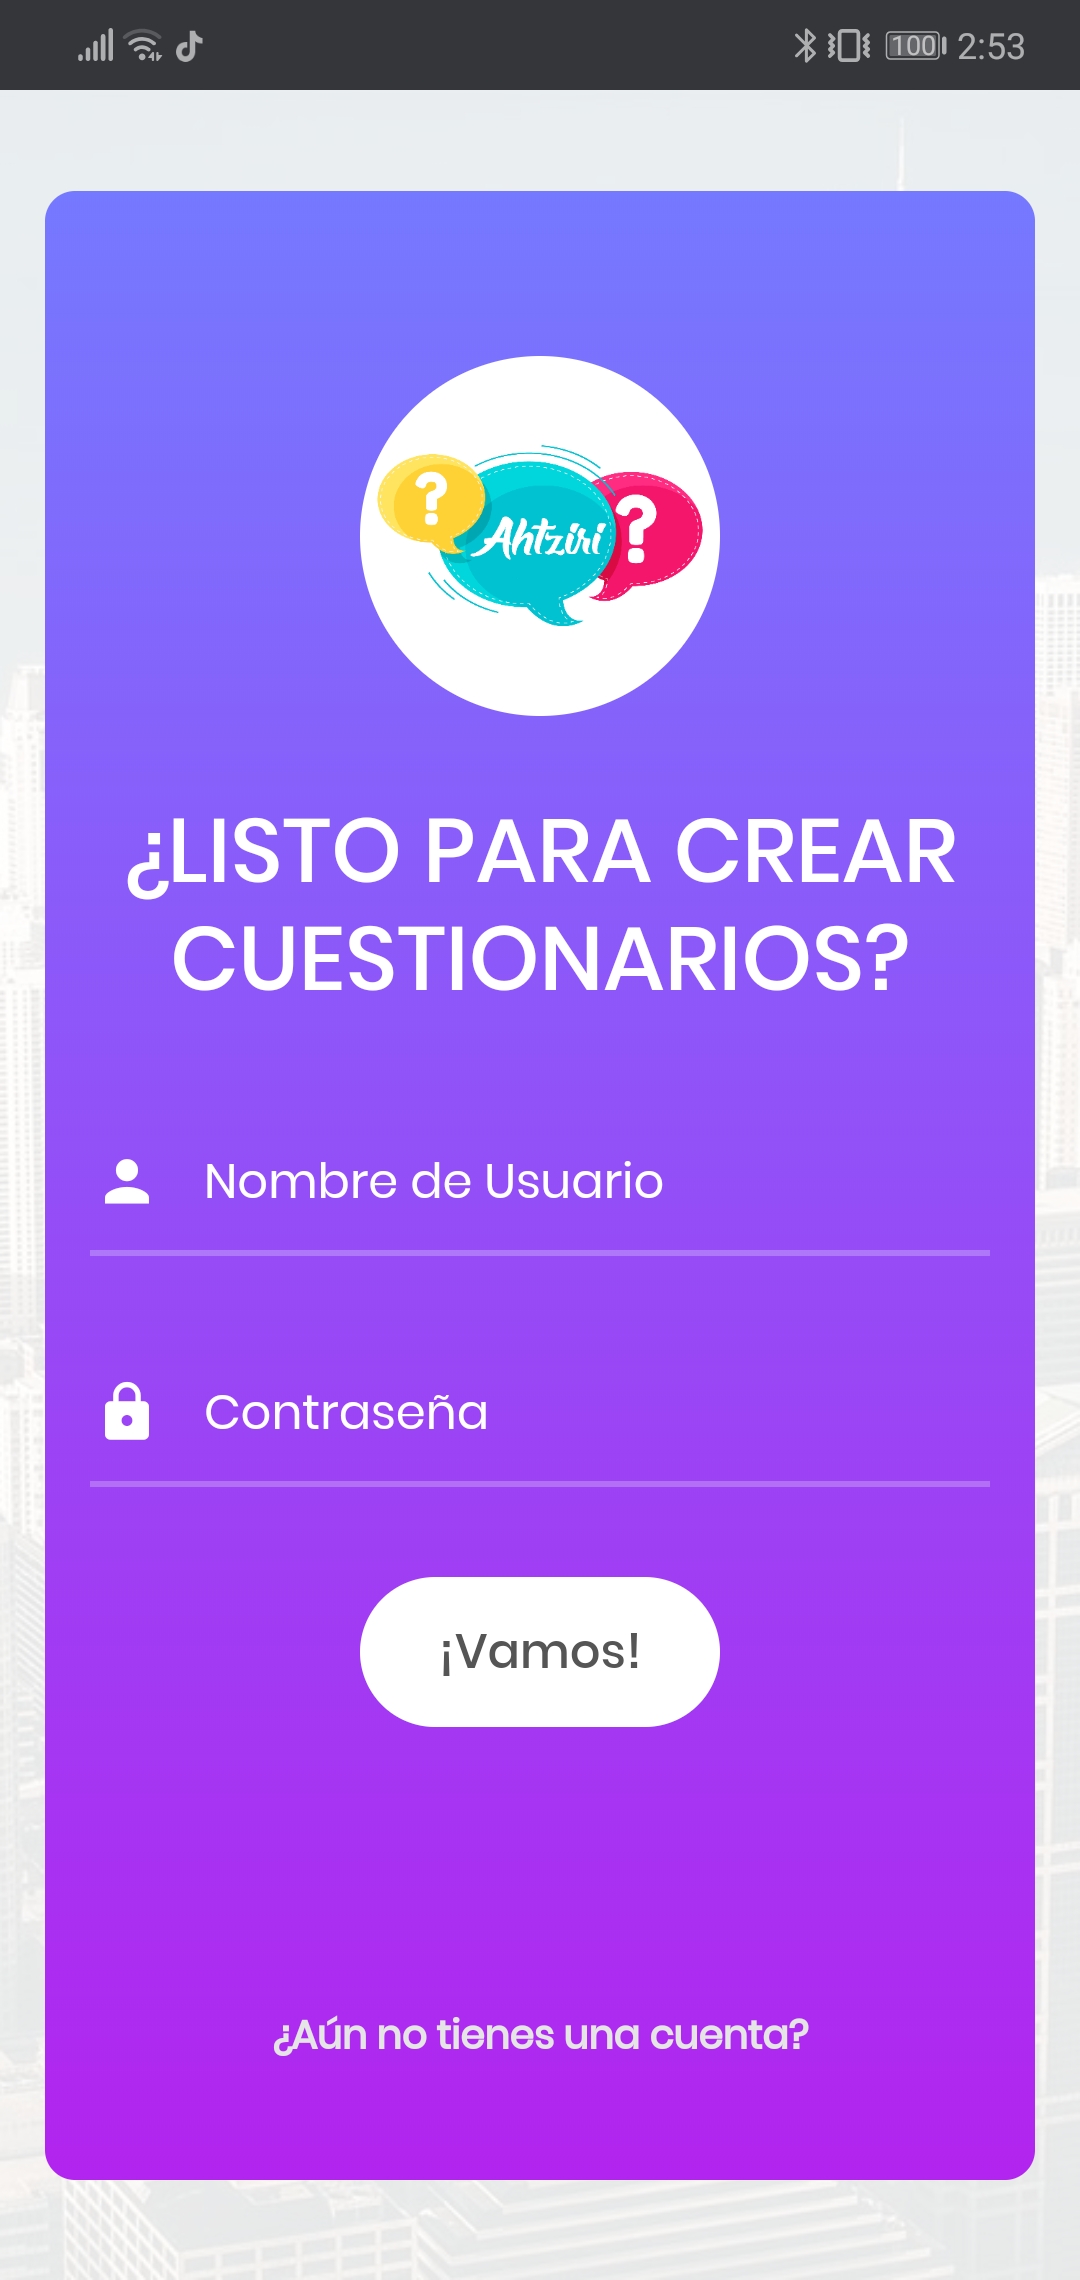 100 2:53
? Ahtziri ?
¿LISTO PARA CREAR
CUESTIONARIOS?
Nombre de Usuario
Contraseña
¡Vamos!
¿Aún no tienes una cuenta?